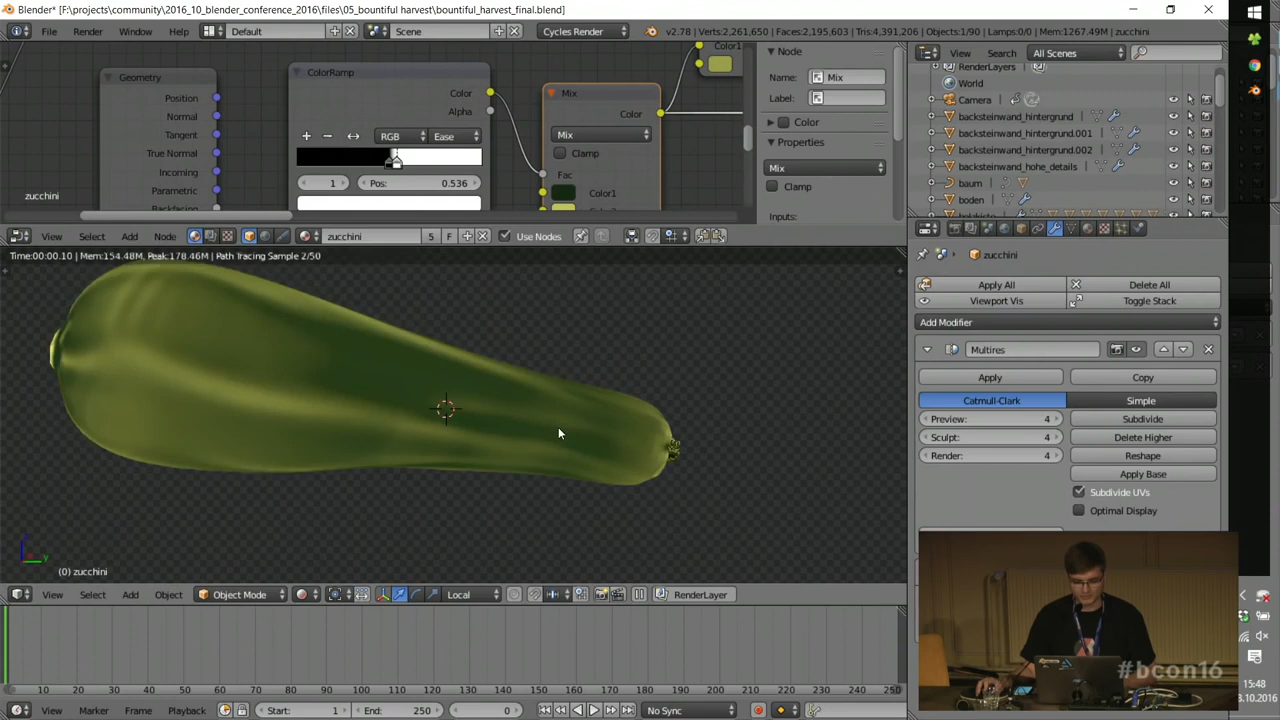 Blender* [F:\projects\community\2016_10_blender_conference_2016\files\05_bountiful harvest\bountiful_harvest_final.blend]
File Render Window Help Default Scene Cycles Render v2.78 | Verts:2,261,650 | Faces:2,195,603 | Tris:4,391,206 | Objects:1/90 | Lamps:0/0 | Mem:1267.49M | zucchini
View Search All Scenes
Geometry
Position
Normal
Tangent
True Normal
Incoming
Parametric
Backfacing
ColorRamp
Color
Alpha
RGB Ease
1 Pos: 0.536
Mix
Color
Mix
Clamp
Fac
Color1
Color1
zucchini
Node
Name: Mix
Label:
Color
Properties
Mix
Clamp
Inputs:
RenderLayers
World
Camera
backsteinwand_hintergrund
backsteinwand_hintergrund.001
backsteinwand_hintergrund.002
backsteinwand_hohe_details
baum
boden
View Select Add Node zucchini 5 F Use Nodes
Time:00:00.10 | Mem:154.48M, Peak:178.46M | Path Tracing Sample 2/50
z y
(0) zucchini
zucchini
Apply All Delete All
Viewport Vis Toggle Stack
Add Modifier
Multires
Apply Copy
Catmull-Clark Simple
Preview: 4 Subdivide
Sculpt: 4 Delete Higher
Render: 4 Reshape
Apply Base
Subdivide UVs
Optimal Display
View Select Add Object Object Mode Local RenderLayer
10 20 30 40 50 60 70 80 90 100 110 120 130 140 150 160 170 180 190 200 210 220 230 240 250
View Marker Frame Playback Start: 1 End: 250 0 No Sync
#bcon16
15:48